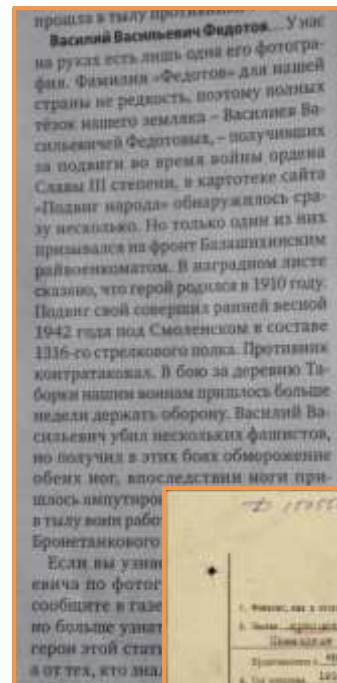 прошла в тылу
Василий Васильевич Федотов... У нас
на руках есть лишь одна его фотогра-
фия. Фамилия «Федотов» для нашей
страны не редкость, поэтому полных
тёзок нашего земляка – Василиев Ва-
сильевичей Федотовых, – получивших
за подвиги во время войны ордена
Славы III степени, в картотеке сайта
«Подвиг народа» обнаружилось сра-
зу несколько. Но только один из них
призывался на фронт Балашихинским
райвоенкоматом. В наградном листе
сказано, что герой родился в 1910 году.
Подвиг свой совершил ранней весной
1942 года под Смоленском в составе
1316-го стрелкового полка. Противник
контратаковал. В бою за деревню Та-
борки нашим воинам пришлось больше
недели держать оборону. Василий Ва-
сильевич убил нескольких фашистов,
но получил в этих боях обморожение
обеих ног, впоследствии ноги при-
шлось ампутиро
в тылу воин рабо
Бронетанкового
Если вы узна
евича по фотог
сообщите в газе
но больше узнат
герои этой стат
а от тех, кто зна